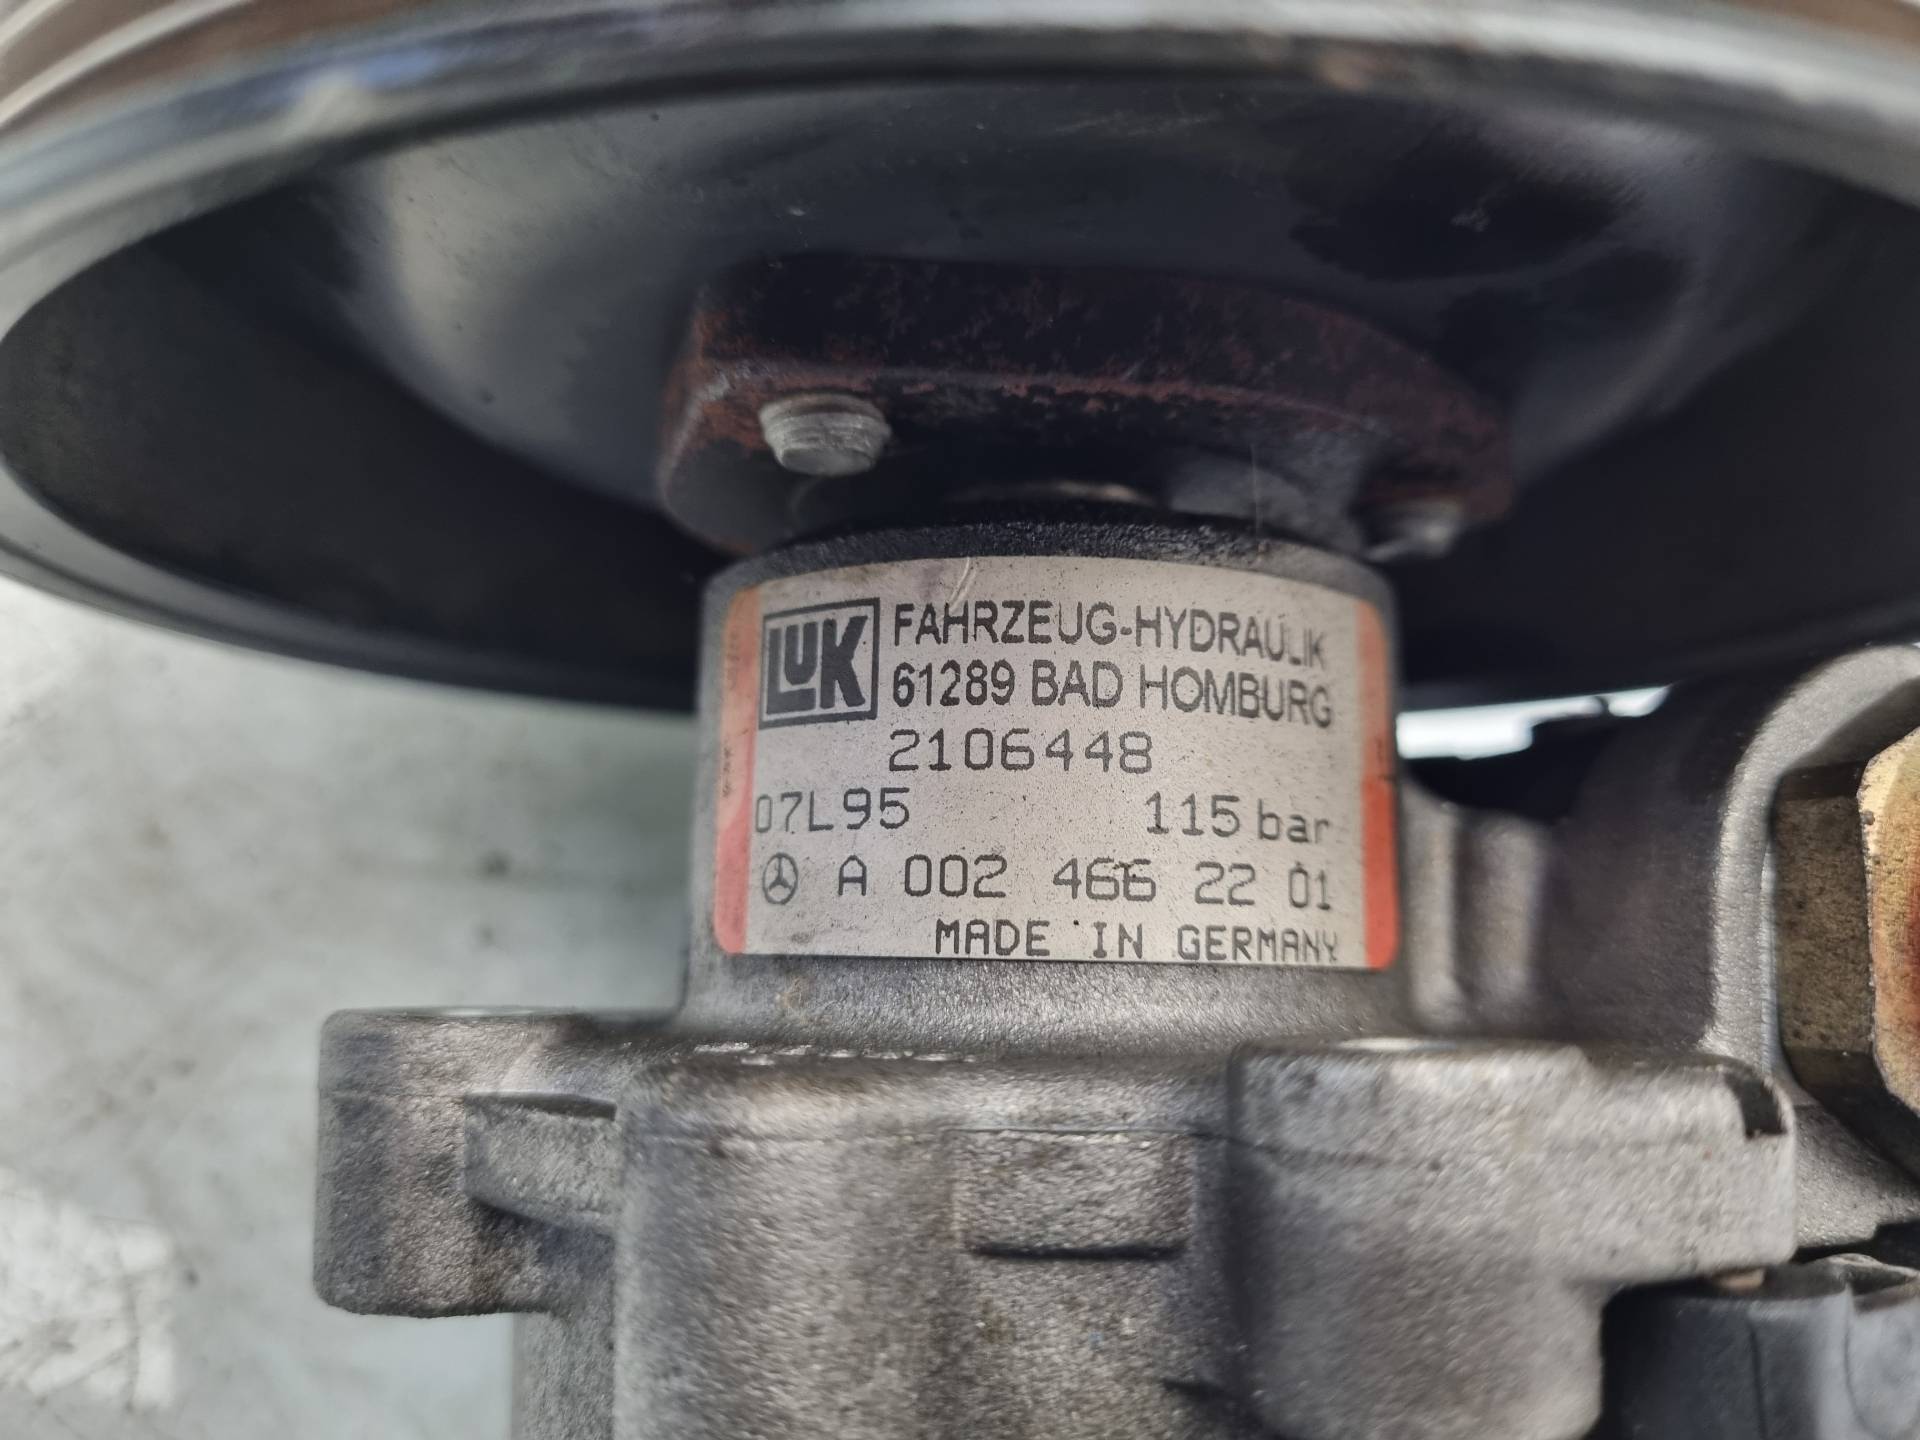 LuK FAHRZEUG-HYDRAULIK
61289 BAD HOMBURG
2106448
07L95 115 bar
A 002 466 22 01
MADE IN GERMANY